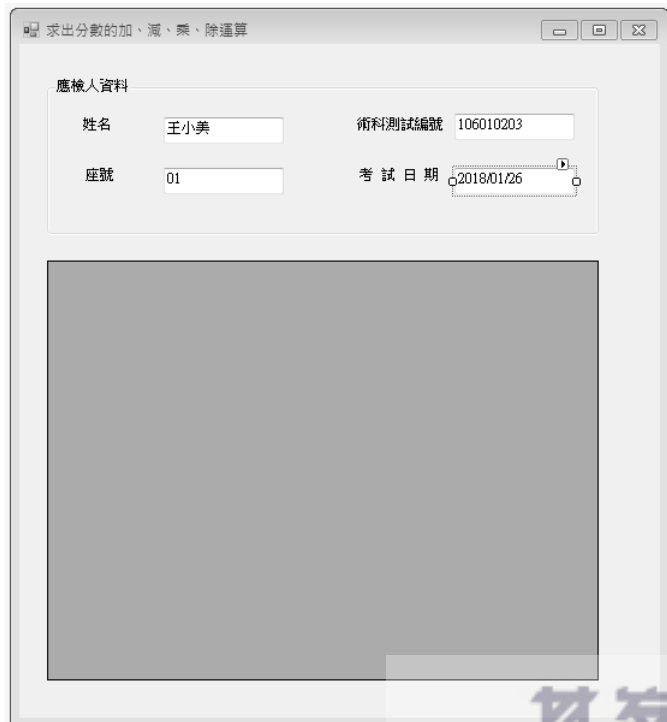 求出分數的加、減、乘、除運算
應檢人資料
姓名 王小美 術科測試編號 106010203
座號 01 考試日期 2018/01/26